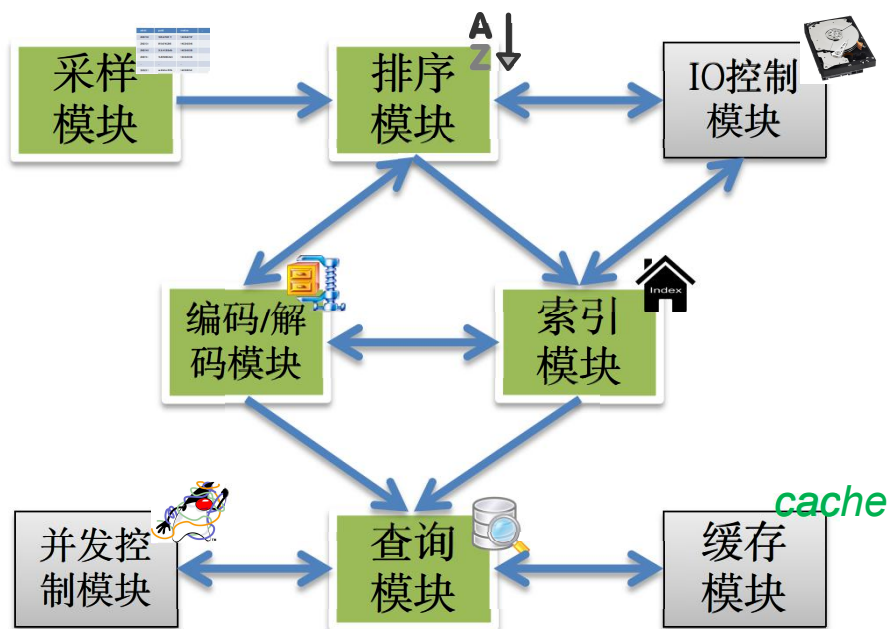 采样
模块
A
Z
排序
模块
IO控制
模块
编码/解
码模块
Index
索引
模块
并发控
制模块
查询
模块
cache
缓存
模块